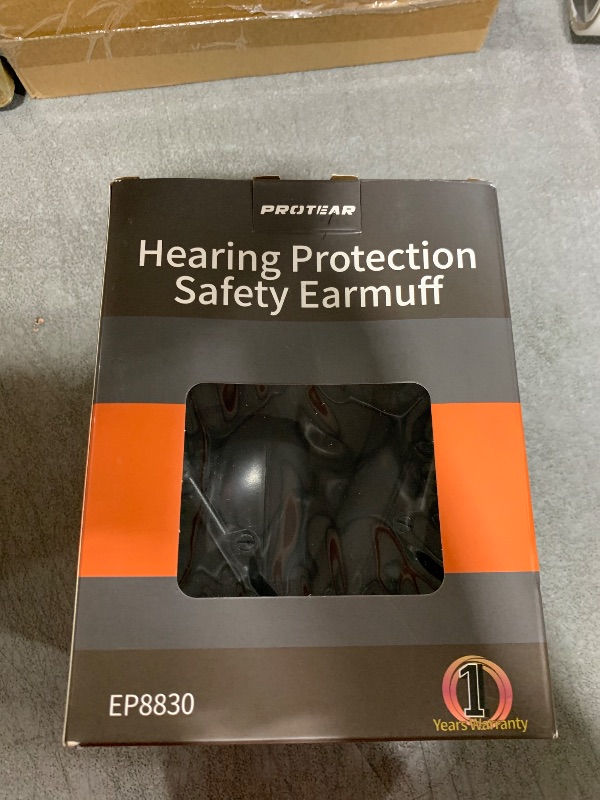 PROTEAR
Hearing Protection
Safety Earmuff
EP8830
1
Years Warranty